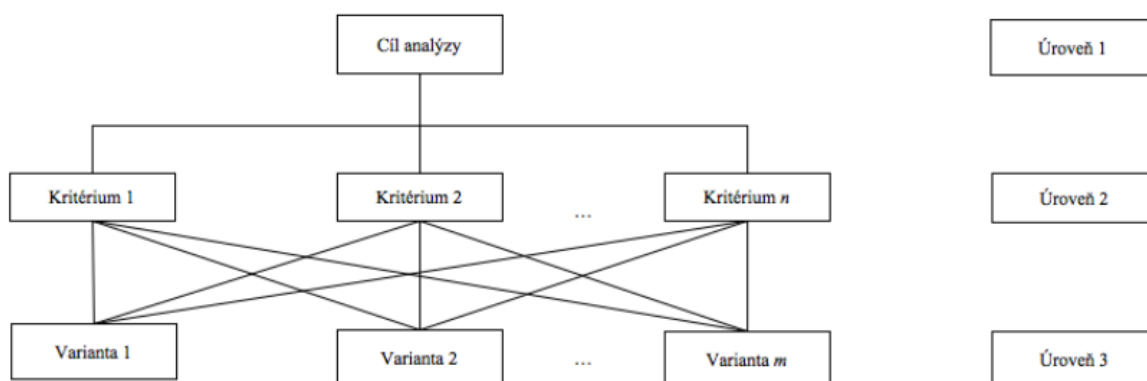 Cíl analýzy
Úroveň 1
Kritérium 1
Kritérium 2
...
Kritérium n
Úroveň 2
Varianta 1
Varianta 2
...
Varianta m
Úroveň 3